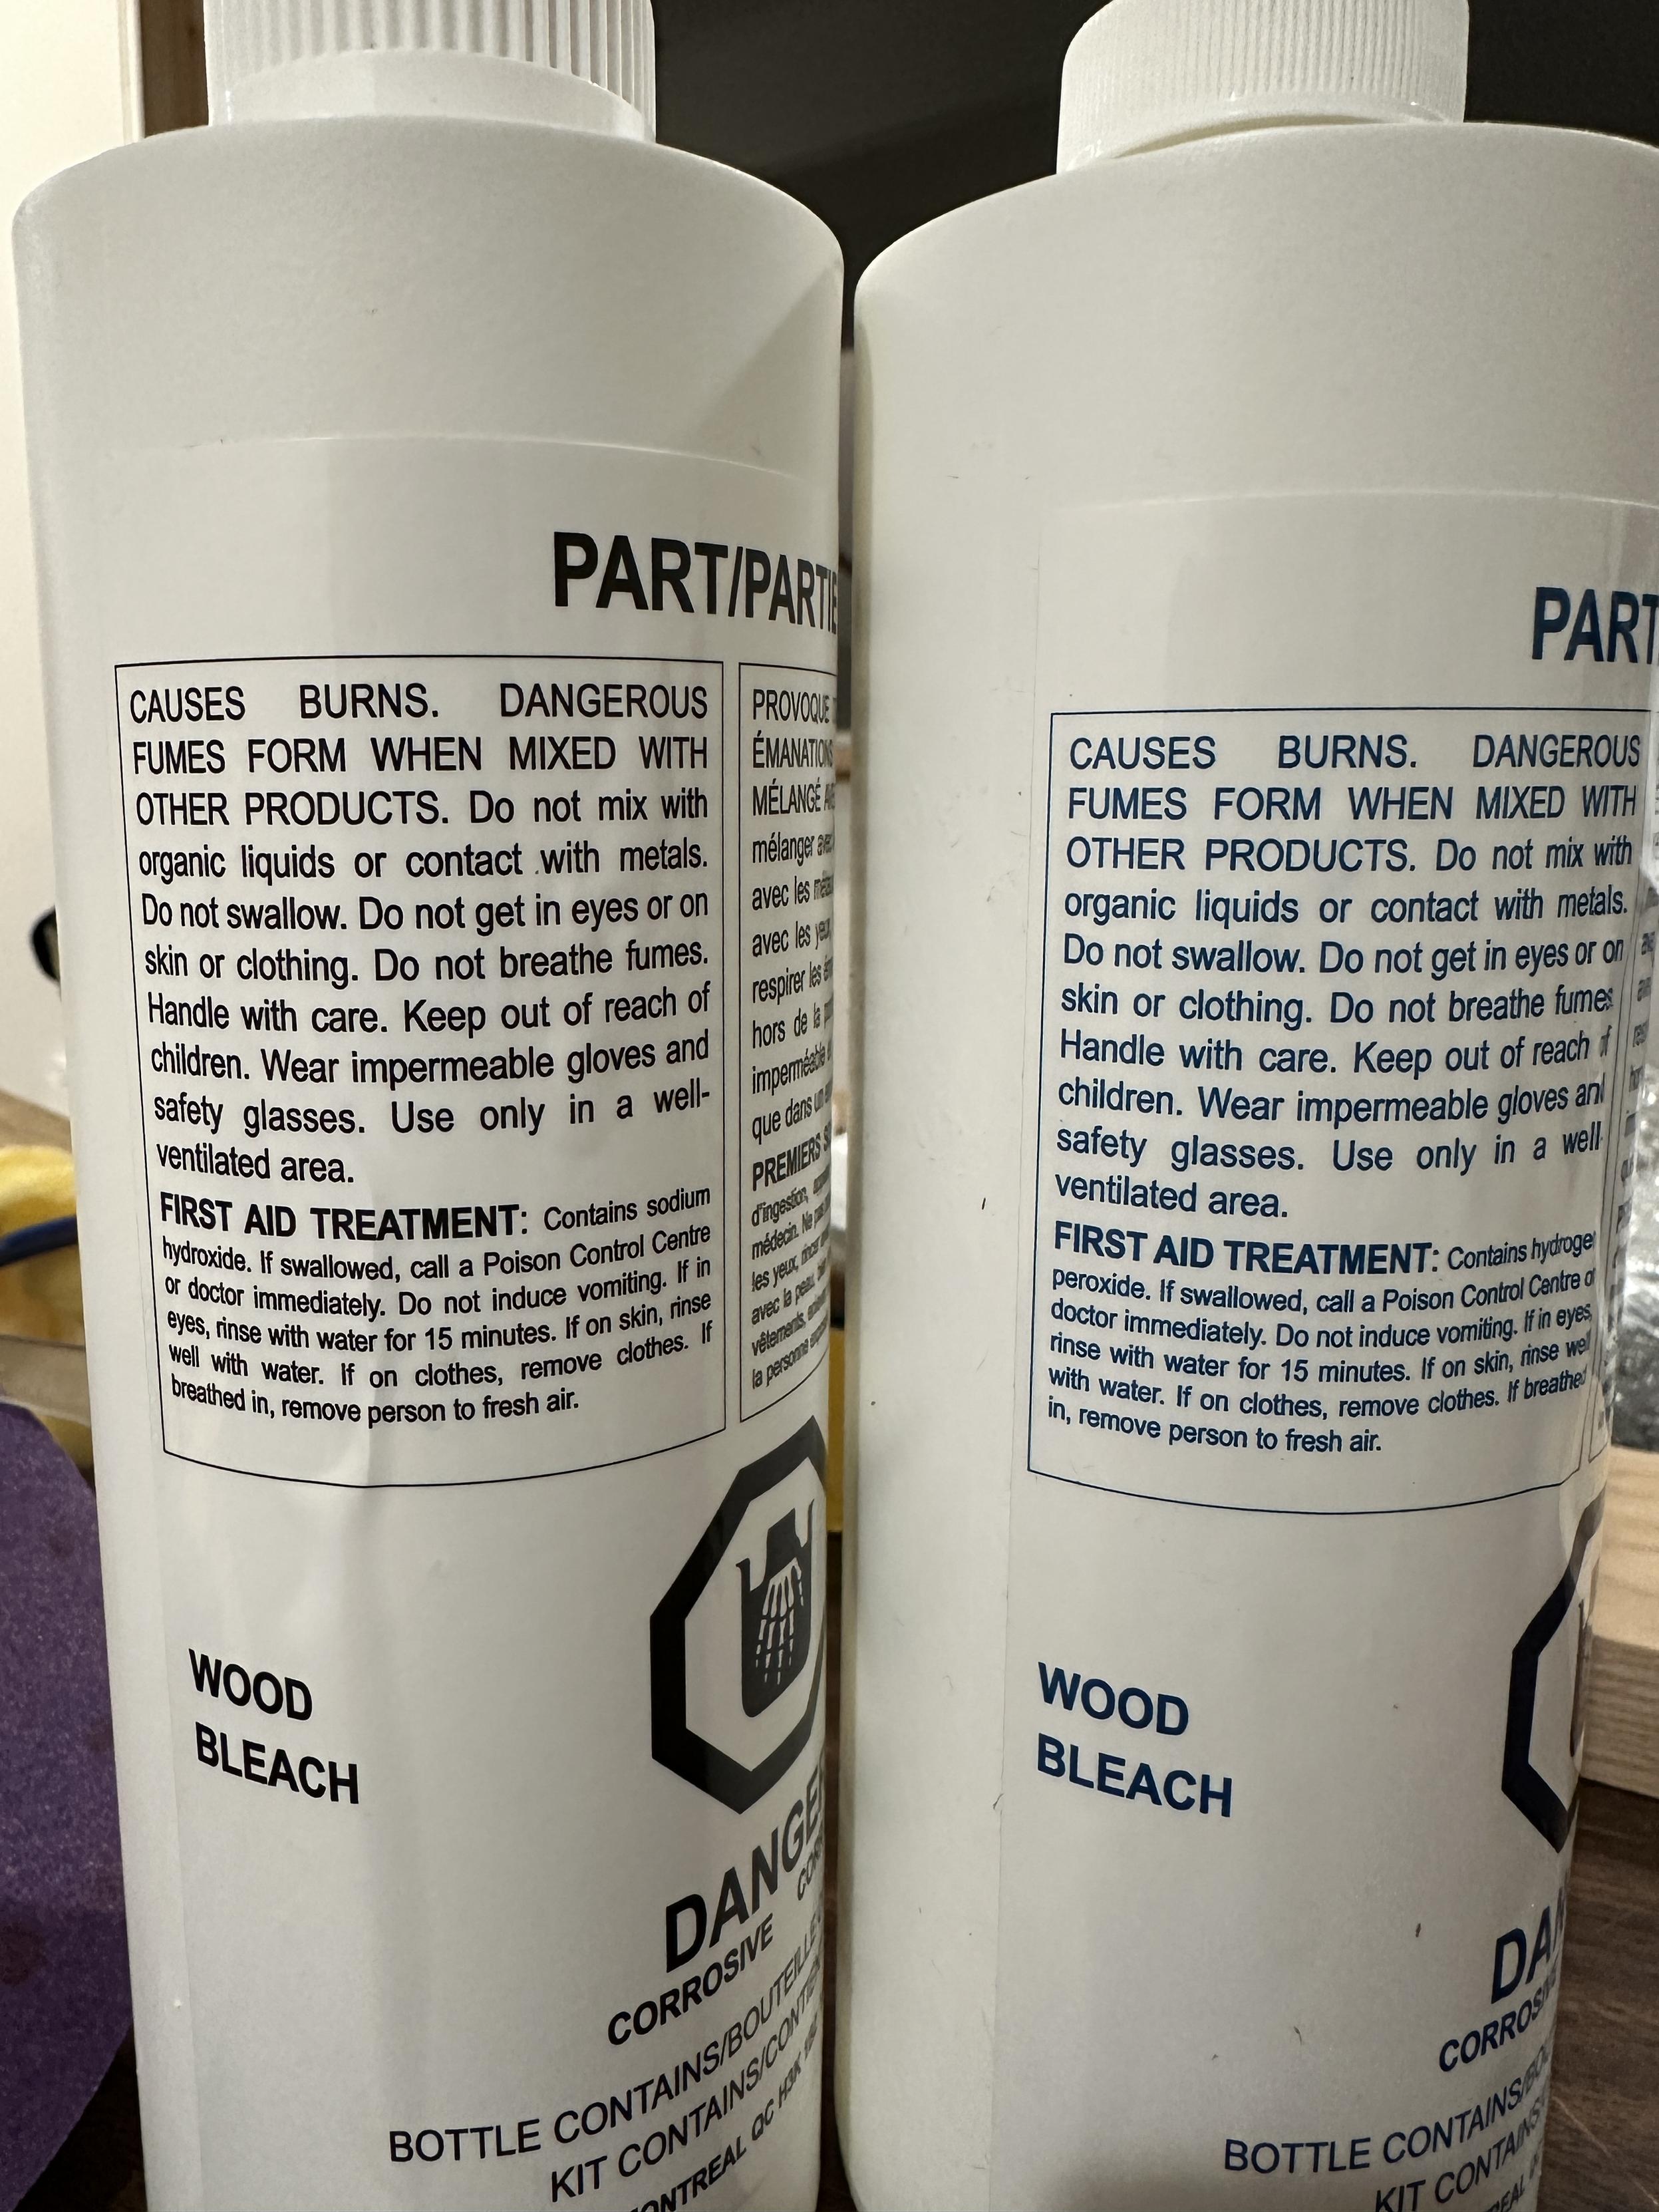 PART/PARTIE
CAUSES BURNS. DANGEROUS
FUMES FORM WHEN MIXED WITH
OTHER PRODUCTS. Do not mix with
organic liquids or contact with metals.
Do not swallow. Do not get in eyes or on
skin or clothing. Do not breathe fumes.
Handle with care. Keep out of reach of
children. Wear impermeable gloves and
safety glasses. Use only in a well-
ventilated area.
FIRST AID TREATMENT: Contains sodium
hydroxide. If swallowed, call a Poison Control Centre
or doctor immediately. Do not induce vomiting. If in
eyes, rinse with water for 15 minutes. If on skin, rinse
well with water. If on clothes, remove clothes. If
breathed in, remove person to fresh air.
PROVOQUE
ÉMANATIONS
MÉLANGÉ
mélanger
avec les
avec les yeux,
respirer les
hors de la
imperméable
que dans un
PREMIERS
d'ingestion,
médecin. Ne pas
les yeux, rincer
avec la peau,
vêtements,
la personne
WOOD
BLEACH
DANGER
CORROSIVE
BOTTLE CONTAINS/BOUTEILLE
KIT CONTAINS/CONTIENT
MONTREAL QC H3K
PART/
CAUSES BURNS. DANGEROUS
FUMES FORM WHEN MIXED WITH
OTHER PRODUCTS. Do not mix with
organic liquids or contact with metals.
Do not swallow. Do not get in eyes or on
skin or clothing. Do not breathe fumes
Handle with care. Keep out of reach of
children. Wear impermeable gloves and
safety glasses. Use only in a well
ventilated area.
FIRST AID TREATMENT: Contains hydrogen
peroxide. If swallowed, call a Poison Control Centre or
doctor immediately. Do not induce vomiting. If in eyes,
rinse with water for 15 minutes. If on skin, rinse well
with water. If on clothes, remove clothes. If breathed
in, remove person to fresh air.
WOOD
BLEACH
DAN
CORROSIVE
BOTTLE CONTAINS/
KIT CONTAINS